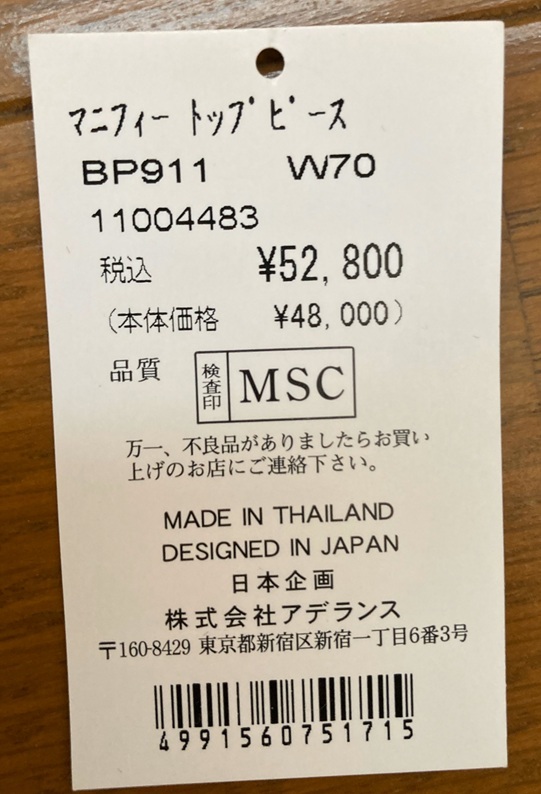 マニフィー トップピース
BP911 W70
11004483
税込 ¥52,800
(本体価格 ¥48,000)
品質 検査印 MSC
万一、不良品がありましたらお買い
上げのお店にご連絡下さい。
MADE IN THAILAND
DESIGNED IN JAPAN
日本企画
株式会社アデランス
〒160-8429 東京都新宿区新宿一丁目6番3号
4991560751715